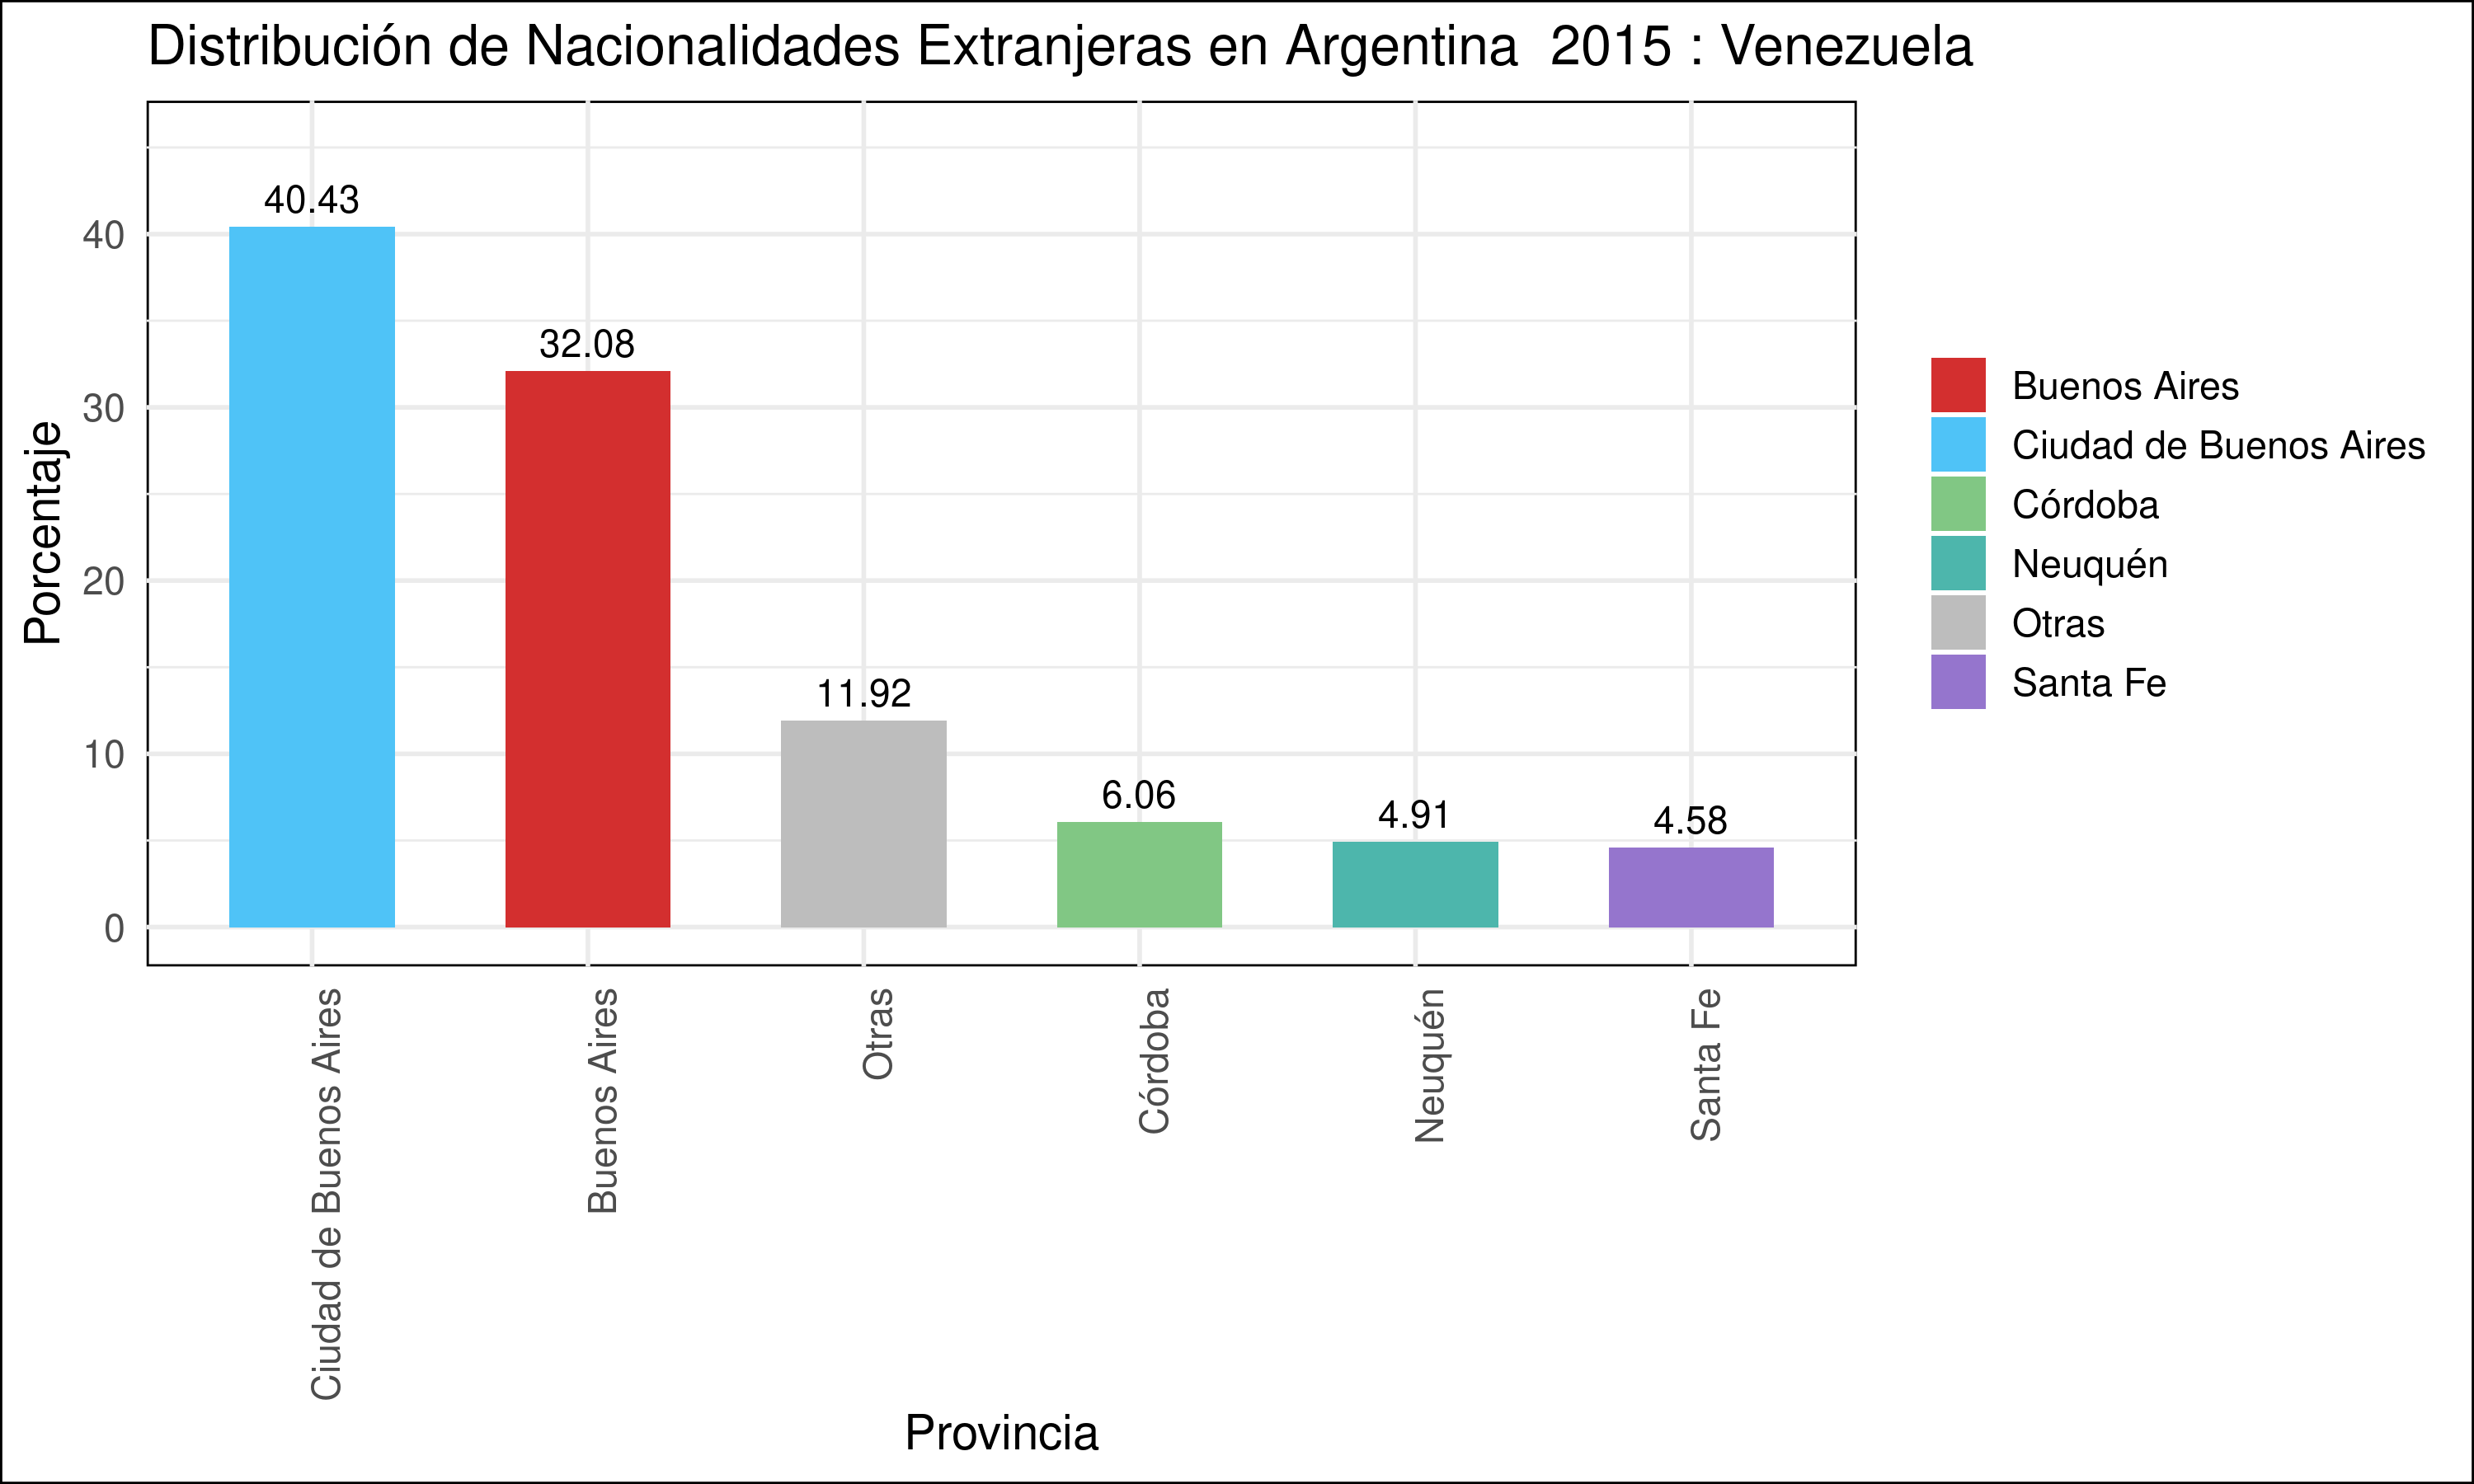 Distribución de Nacionalidades Extranjeras en Argentina  2015 : Venezuela
Porcentaje
40
30
20
10
0
40.43
32.08
11.92
6.06
4.91
4.58
Ciudad de Buenos Aires
Buenos Aires
Otras
Córdoba
Neuquén
Santa Fe
Provincia
Buenos Aires
Ciudad de Buenos Aires
Córdoba
Neuquén
Otras
Santa Fe